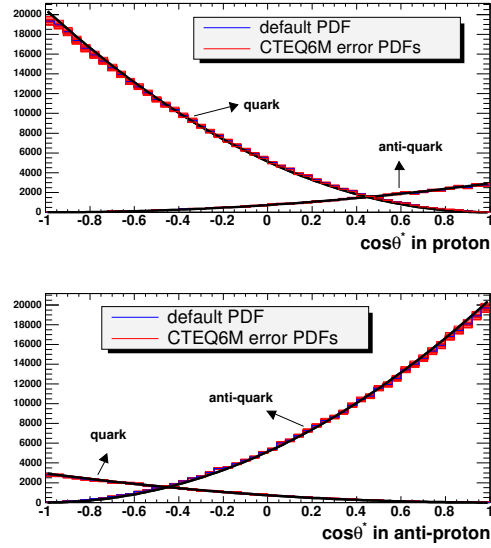 20000
18000
16000
14000
12000
10000
8000
6000
4000
2000
0
default PDF
CTEQ6M error PDFs
quark
anti-quark
-1 -0.8 -0.6 -0.4 -0.2 0 0.2 0.4 0.6 0.8 1
cosθ* in proton
20000
18000
16000
14000
12000
10000
8000
6000
4000
2000
0
default PDF
CTEQ6M error PDFs
anti-quark
quark
-1 -0.8 -0.6 -0.4 -0.2 0 0.2 0.4 0.6 0.8 1
cosθ* in anti-proton